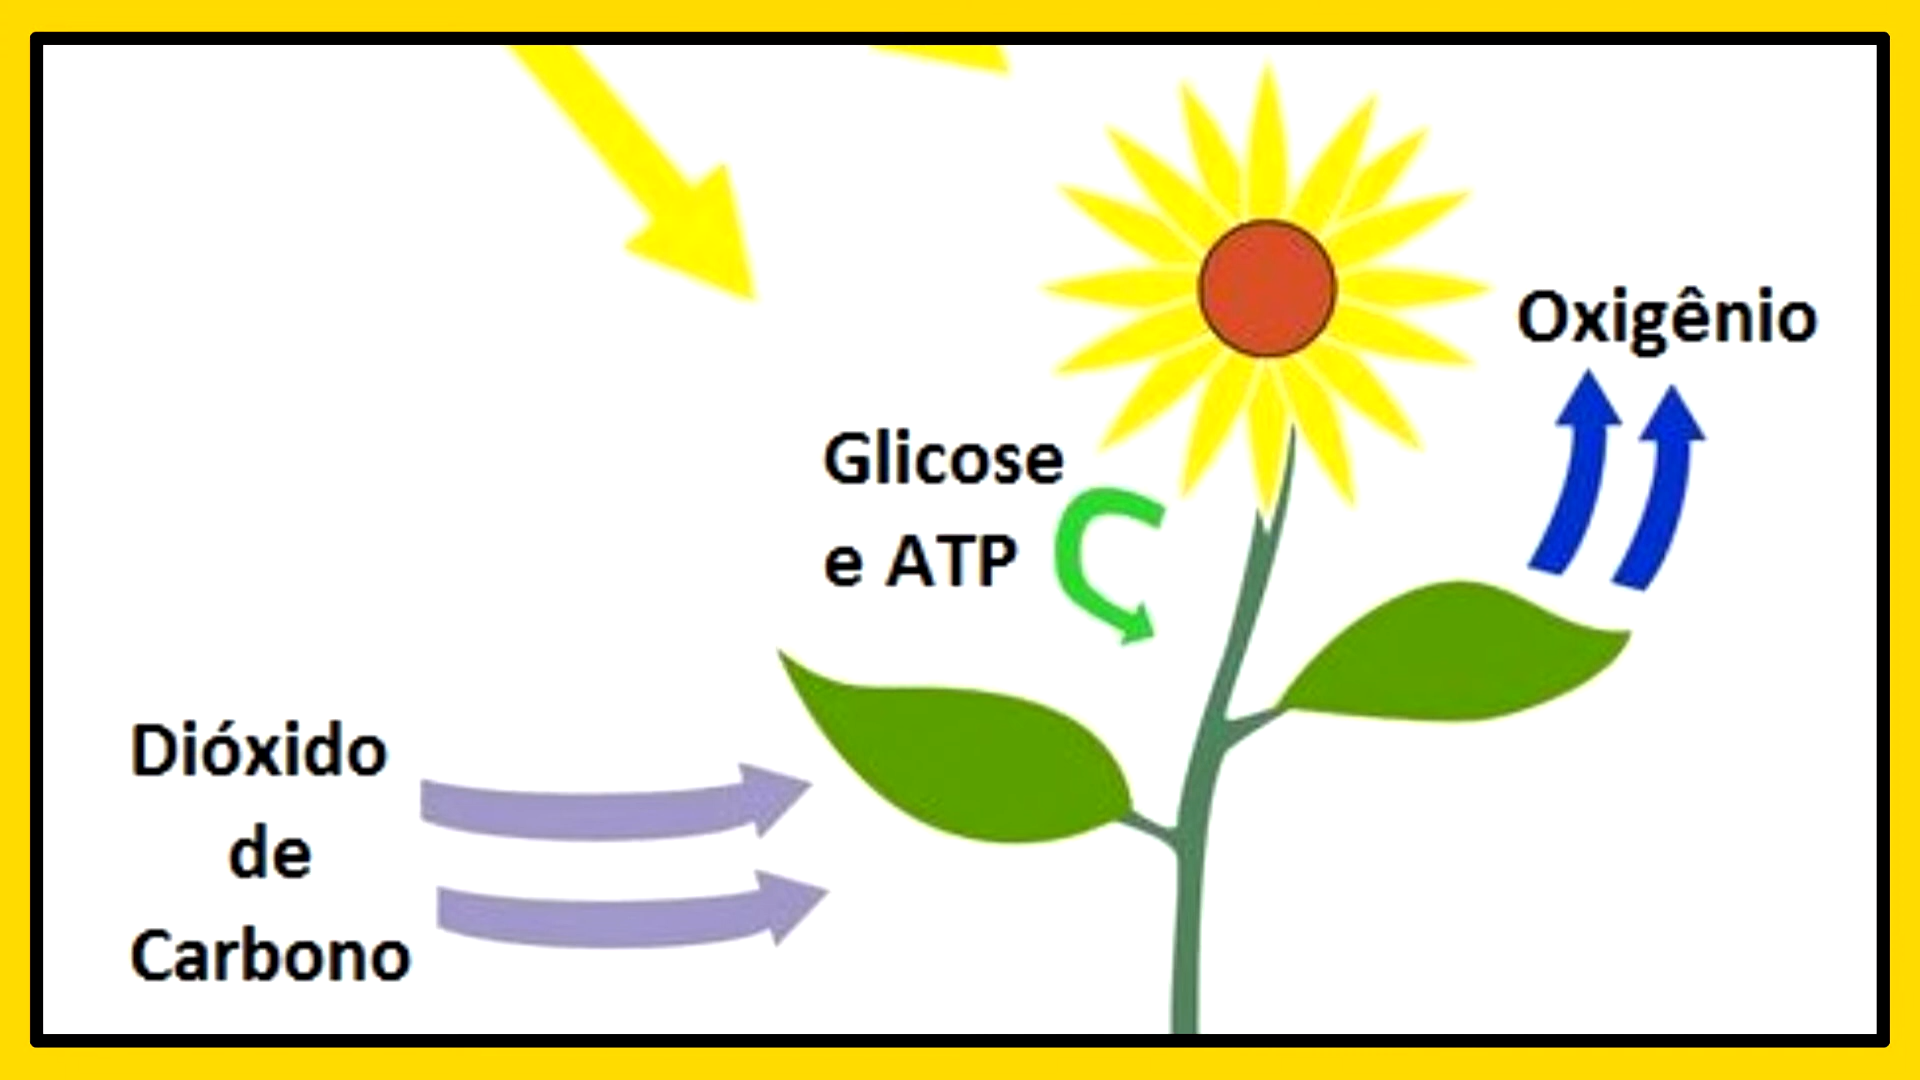 Oxigênio
Glicose
e ATP
Dióxido
de
Carbono